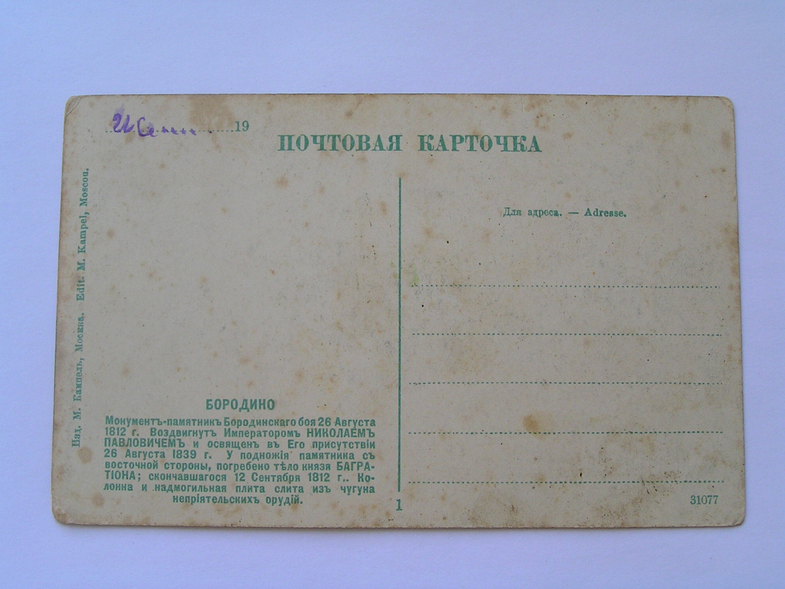 19
ПОЧТОВАЯ КАРТОЧКА
Изд. М. Кампель, Москва. Edit. M. Kampel, Moscou.
Для адреса. — Adresse.
БОРОДИНО
Монументъ-памятникъ Бородинскаго боя 26 Августа
1812 г. Воздвигнутъ Императоромъ НИКОЛАЕМЪ
ПАВЛОВИЧЕМЪ и освященъ въ Его присутствіи
26 Августа 1839 г. У подножія памятника съ
восточной стороны, погребено тѣло князя БАГРА-
ТІОНА; скончавшагося 12 Сентября 1812 г.. Ко-
лонна и надмогильная плита слита изъ чугуна
непріятельскихъ орудій.
1
31077